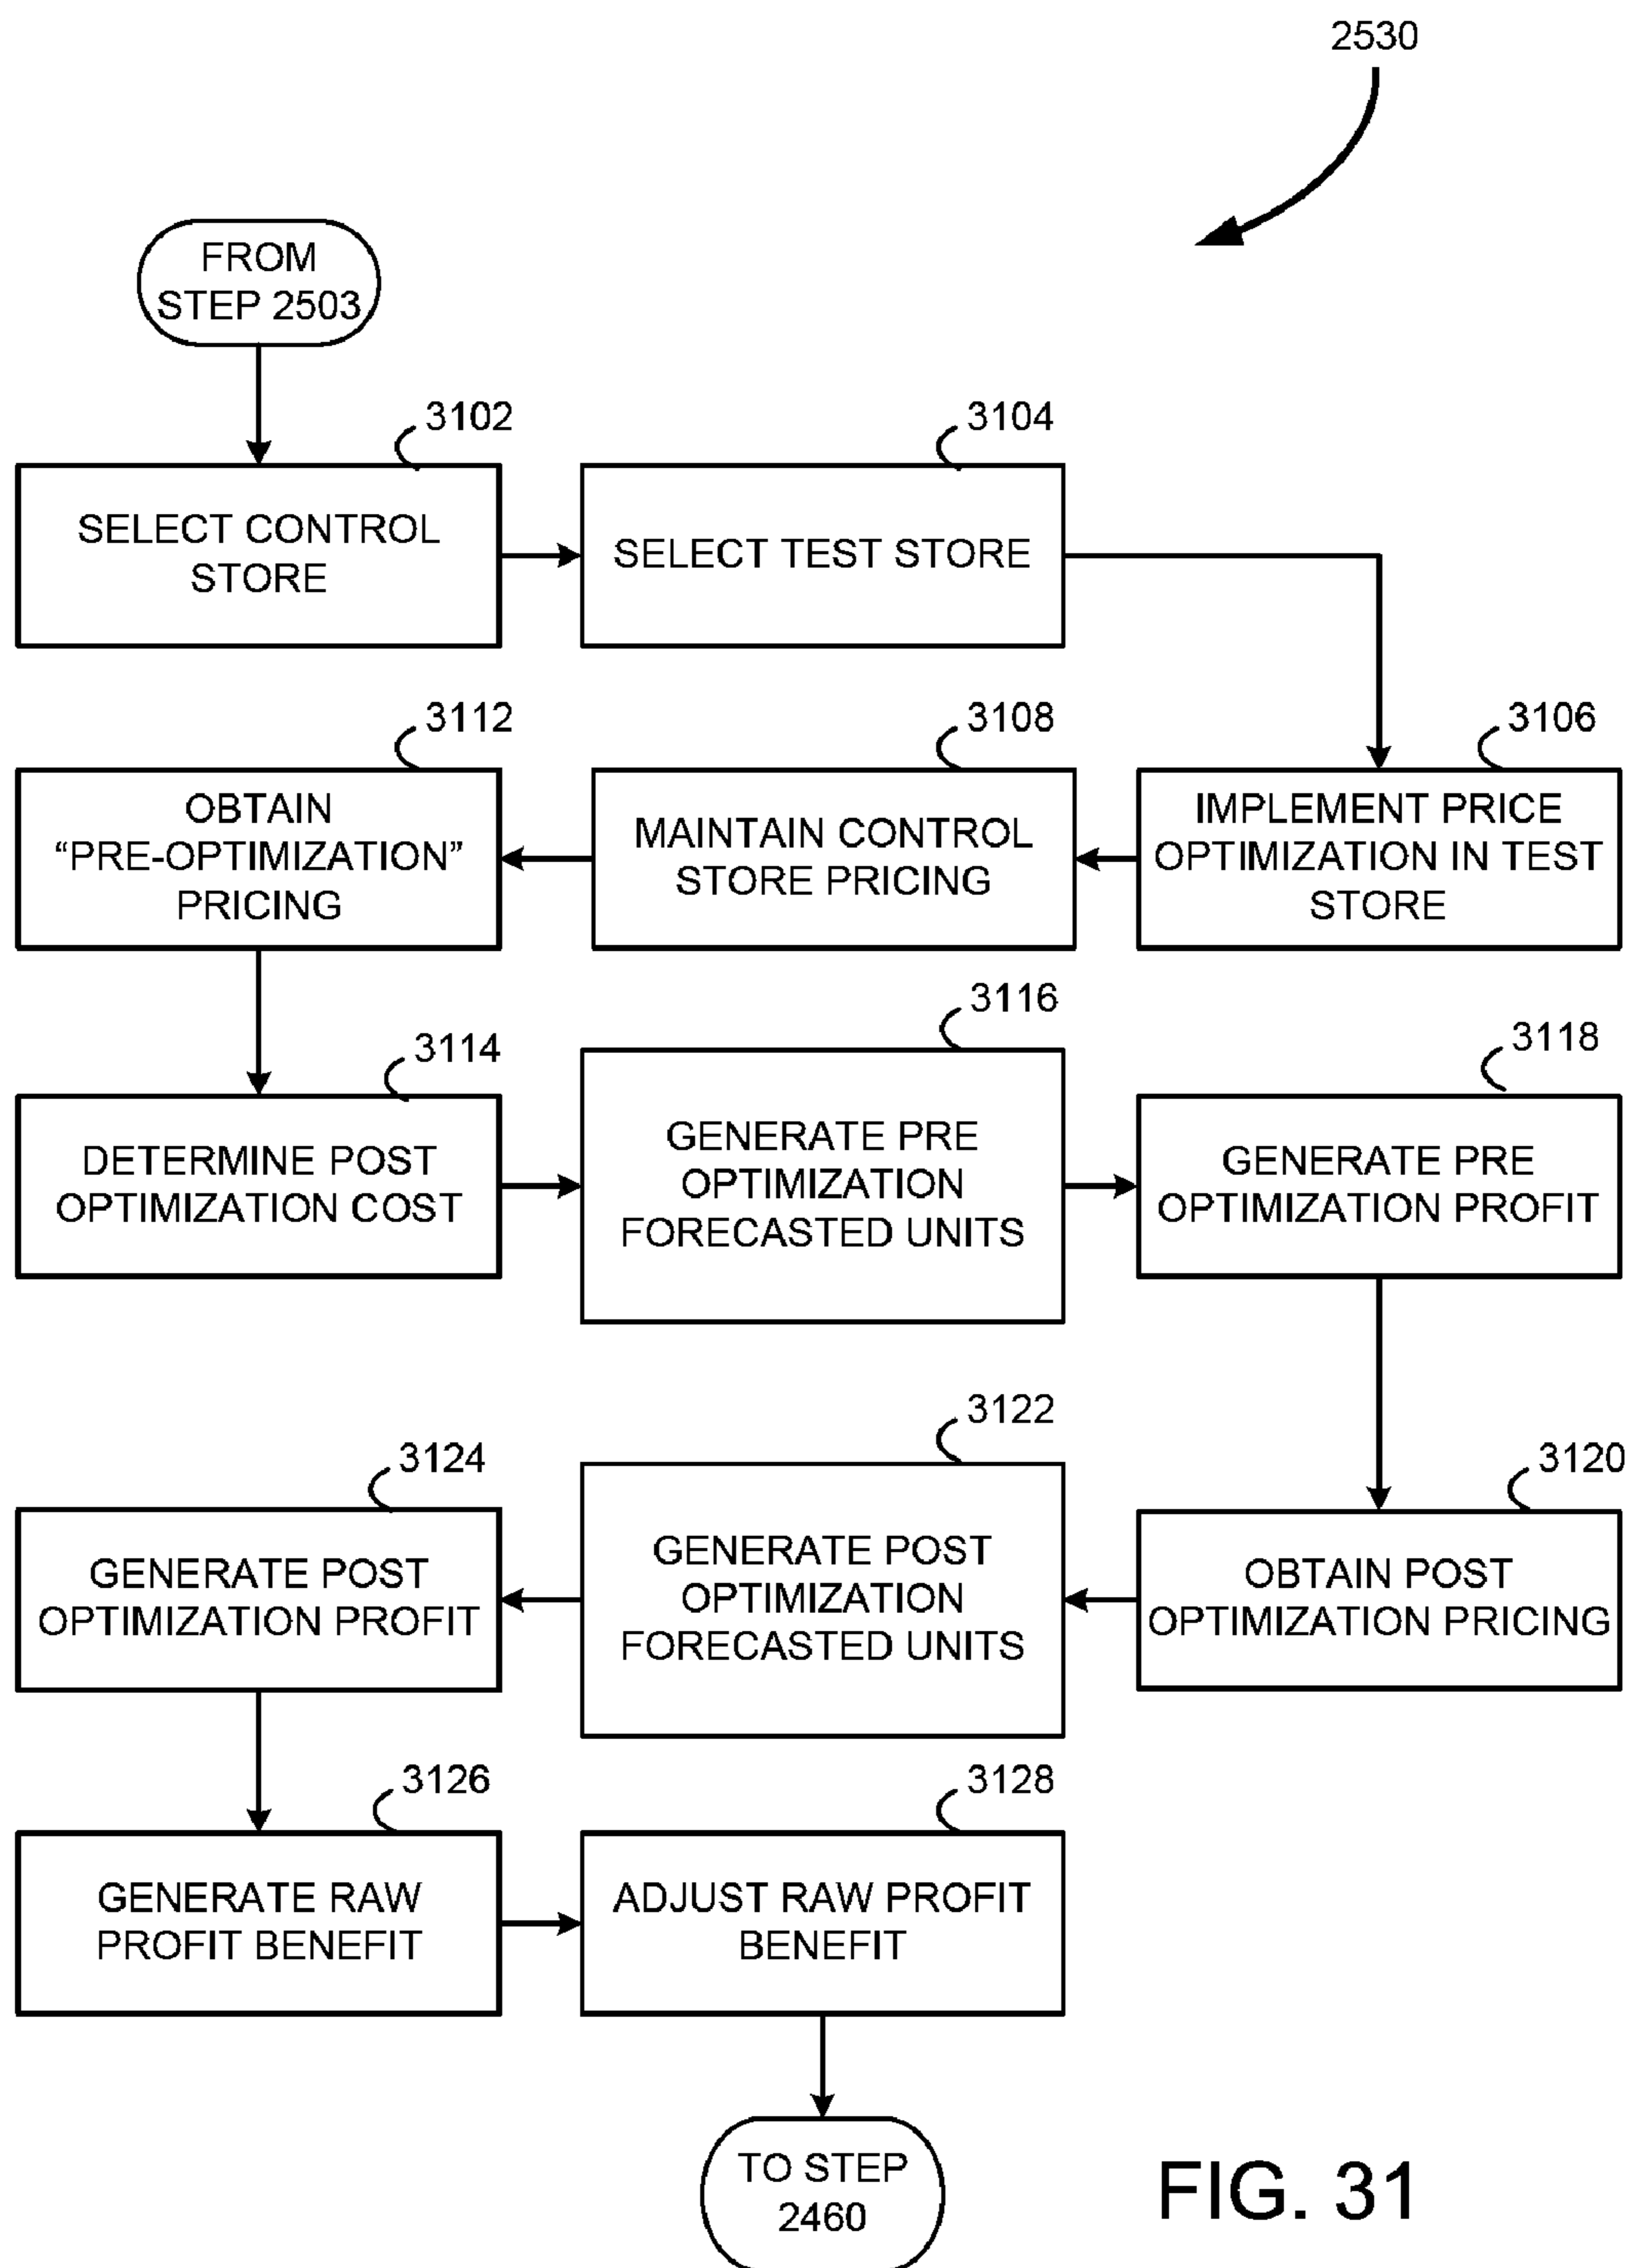 2530
FROM
STEP 2503
3102
SELECT CONTROL
STORE
3104
SELECT TEST STORE
3106
IMPLEMENT PRICE
OPTIMIZATION IN TEST
STORE
3108
MAINTAIN CONTROL
STORE PRICING
3112
OBTAIN
“PRE-OPTIMIZATION”
PRICING
3114
DETERMINE POST
OPTIMIZATION COST
3116
GENERATE PRE
OPTIMIZATION
FORECASTED UNITS
3118
GENERATE PRE
OPTIMIZATION PROFIT
3120
OBTAIN POST
OPTIMIZATION PRICING
3122
GENERATE POST
OPTIMIZATION
FORECASTED UNITS
3124
GENERATE POST
OPTIMIZATION PROFIT
3126
GENERATE RAW
PROFIT BENEFIT
3128
ADJUST RAW PROFIT
BENEFIT
TO STEP
2460
FIG. 31